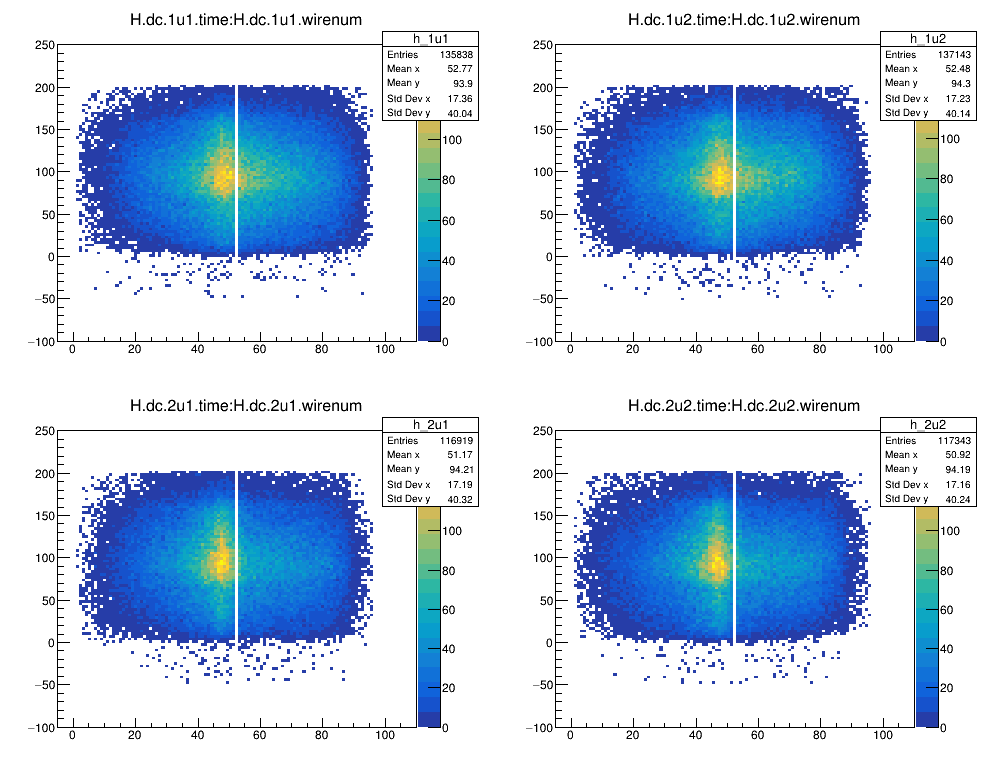 H.dc.1u1.time:H.dc.1u1.wirenum
h_1u1
Entries 135838
Mean x 52.77
Mean y 93.9
Std Dev x 17.36
Std Dev y 40.04
250
200
150
100
50
0
−50
−100
0 20 40 60 80 100
100
80
60
40
20
0
H.dc.1u2.time:H.dc.1u2.wirenum
h_1u2
Entries 137143
Mean x 52.48
Mean y 94.3
Std Dev x 17.23
Std Dev y 40.14
250
200
150
100
50
0
−50
−100
0 20 40 60 80 100
100
80
60
40
20
0
H.dc.2u1.time:H.dc.2u1.wirenum
h_2u1
Entries 116919
Mean x 51.17
Mean y 94.21
Std Dev x 17.19
Std Dev y 40.32
250
200
150
100
50
0
−50
−100
0 20 40 60 80 100
100
80
60
40
20
0
H.dc.2u2.time:H.dc.2u2.wirenum
h_2u2
Entries 117343
Mean x 50.92
Mean y 94.19
Std Dev x 17.16
Std Dev y 40.24
250
200
150
100
50
0
−50
−100
0 20 40 60 80 100
100
80
60
40
20
0